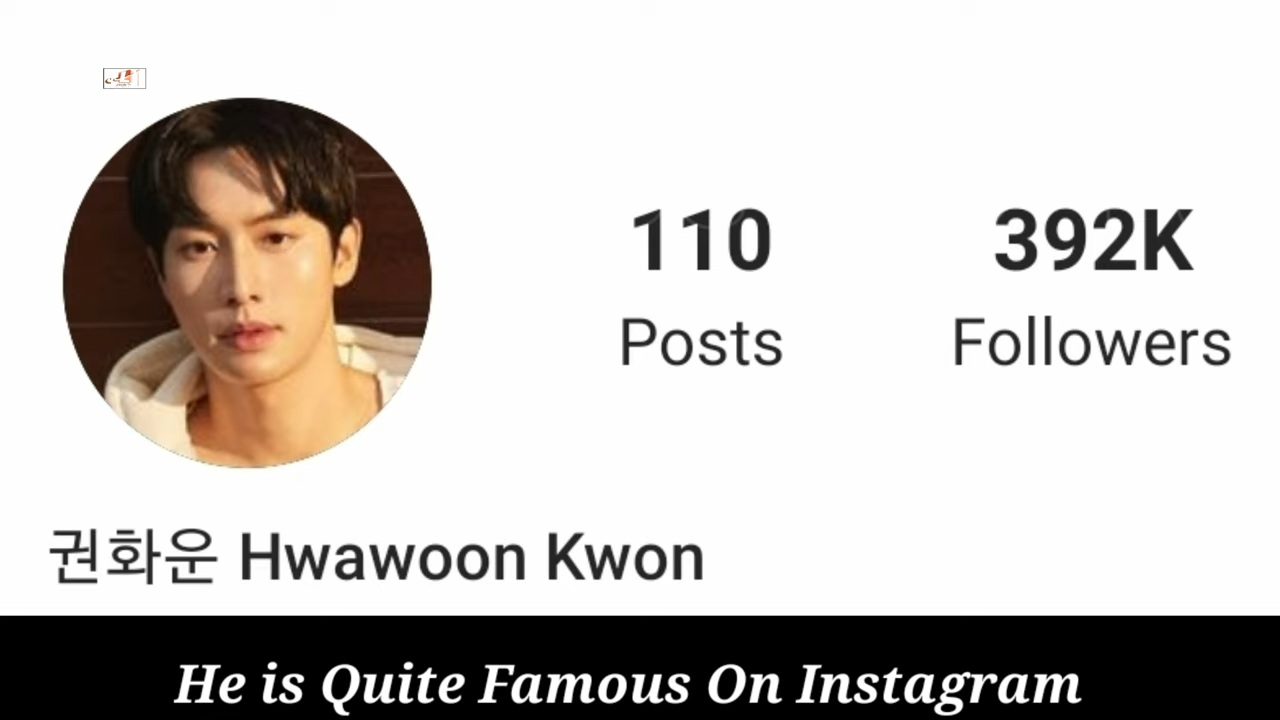 110
392K
Posts
Followers
권화운 Hwawoon Kwon
He is Quite Famous On Instagram